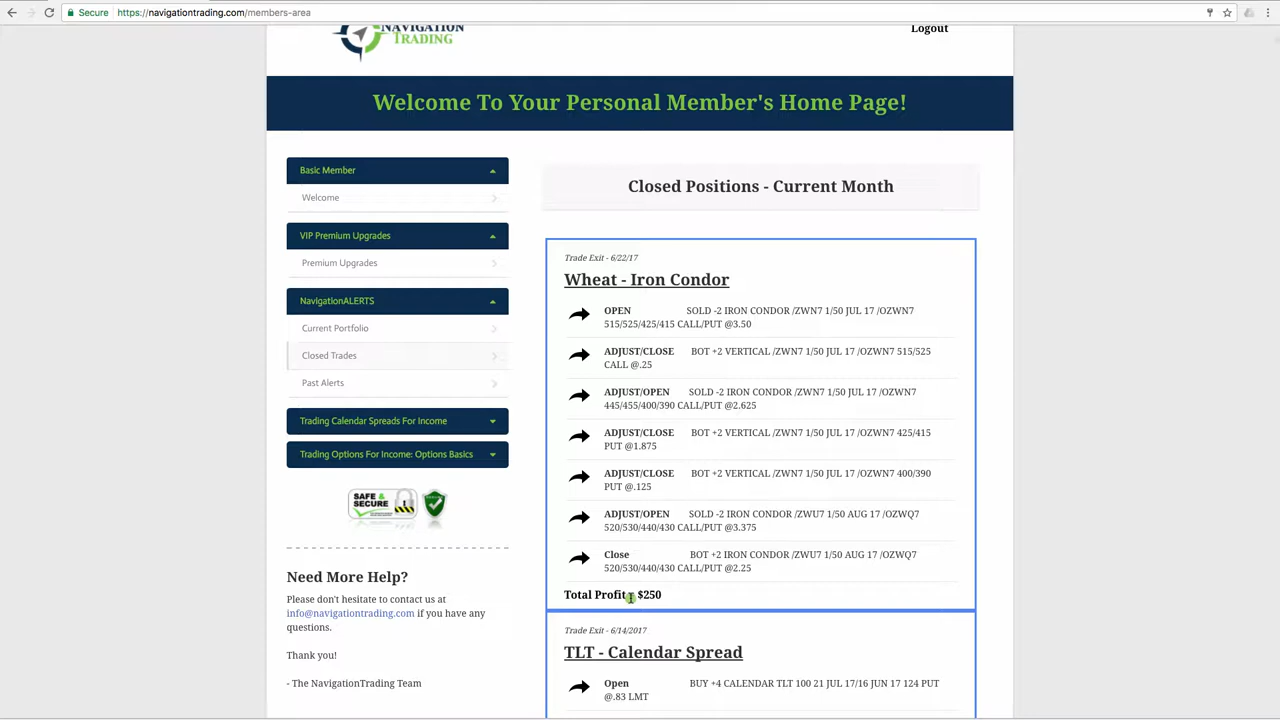 Secure
https://navigationtrading.com/members-area
NAVIGATION
TRADING
Logout
Welcome To Your Personal Member's Home Page!
Basic Member
Welcome
VIP Premium Upgrades
Premium Upgrades
NavigationALERTS
Current Portfolio
Closed Trades
Past Alerts
Trading Calendar Spreads For Income
Trading Options For Income: Options Basics
SAFE &
SECURE
Need More Help?
Please don't hesitate to contact us at
info@navigationtrading.com if you have any
questions.
Thank you!
- The NavigationTrading Team
Closed Positions - Current Month
Trade Exit - 6/22/17
Wheat - Iron Condor
OPEN SOLD -2 IRON CONDOR /ZWN7 1/50 JUL 17 /OZWN7
515/525/425/415 CALL/PUT @3.50
ADJUST/CLOSE BOT +2 VERTICAL /ZWN7 1/50 JUL 17 /OZWN7 515/525
CALL @.25
ADJUST/OPEN SOLD -2 IRON CONDOR /ZWN7 1/50 JUL 17 /OZWN7
445/455/400/390 CALL/PUT @2.625
ADJUST/CLOSE BOT +2 VERTICAL /ZWN7 1/50 JUL 17 /OZWN7 425/415
PUT @1.875
ADJUST/CLOSE BOT +2 VERTICAL /ZWN7 1/50 JUL 17 /OZWN7 400/390
PUT @.125
ADJUST/OPEN SOLD -2 IRON CONDOR /ZWU7 1/50 AUG 17 /OZWQ7
520/530/440/430 CALL/PUT @3.375
Close BOT +2 IRON CONDOR /ZWU7 1/50 AUG 17 /OZWQ7
520/530/440/430 CALL/PUT @2.25
Total Profit $250
Trade Exit - 6/14/2017
TLT - Calendar Spread
Open BUY +4 CALENDAR TLT 100 21 JUL 17/16 JUN 17 124 PUT
@.83 LMT